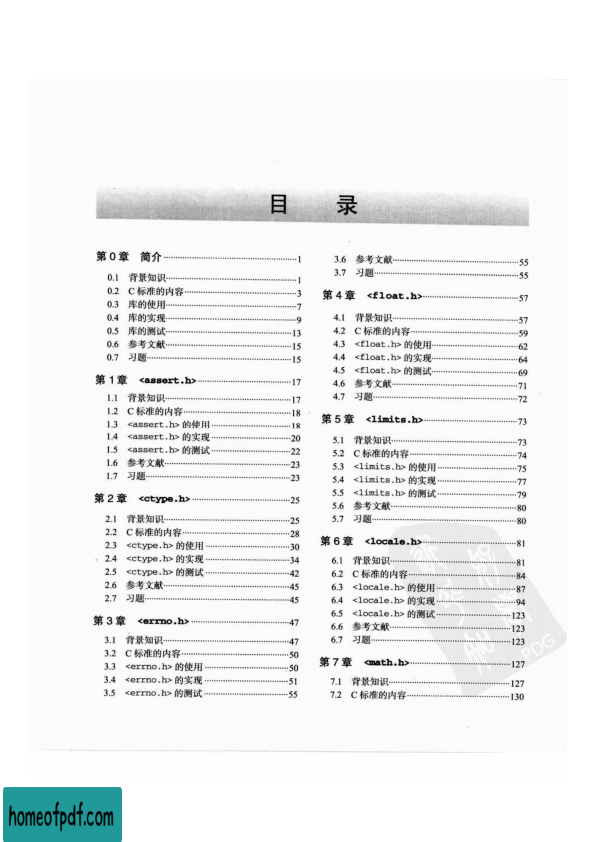 目 录
第 0 章 简介 1
0.1 背景知识 1
0.2 C 标准的内容 3
0.3 库的使用 7
0.4 库的实现 9
0.5 库的测试 13
0.6 参考文献 15
0.7 习题 15
第 1 章 <assert.h> 17
1.1 背景知识 17
1.2 C 标准的内容 18
1.3 <assert.h> 的使用 18
1.4 <assert.h> 的实现 20
1.5 <assert.h> 的测试 22
1.6 参考文献 23
1.7 习题 23
第 2 章 <ctype.h> 25
2.1 背景知识 25
2.2 C 标准的内容 28
2.3 <ctype.h> 的使用 30
2.4 <ctype.h> 的实现 34
2.5 <ctype.h> 的测试 42
2.6 参考文献 45
2.7 习题 45
第 3 章 <errno.h> 47
3.1 背景知识 47
3.2 C 标准的内容 50
3.3 <errno.h> 的使用 50
3.4 <errno.h> 的实现 51
3.5 <errno.h> 的测试 55
3.6 参考文献 55
3.7 习题 55
第 4 章 <float.h> 57
4.1 背景知识 57
4.2 C 标准的内容 59
4.3 <float.h> 的使用 62
4.4 <float.h> 的实现 64
4.5 <float.h> 的测试 69
4.6 参考文献 71
4.7 习题 72
第 5 章 <limits.h> 73
5.1 背景知识 73
5.2 C 标准的内容 74
5.3 <limits.h> 的使用 75
5.4 <limits.h> 的实现 77
5.5 <limits.h> 的测试 79
5.6 参考文献 80
5.7 习题 80
第 6 章 <locale.h> 81
6.1 背景知识 81
6.2 C 标准的内容 84
6.3 <locale.h> 的使用 87
6.4 <locale.h> 的实现 94
6.5 <locale.h> 的测试 123
6.6 参考文献 123
6.7 习题 123
第 7 章 <math.h> 127
7.1 背景知识 127
7.2 C 标准的内容 130
PDG
homeofpdf.com